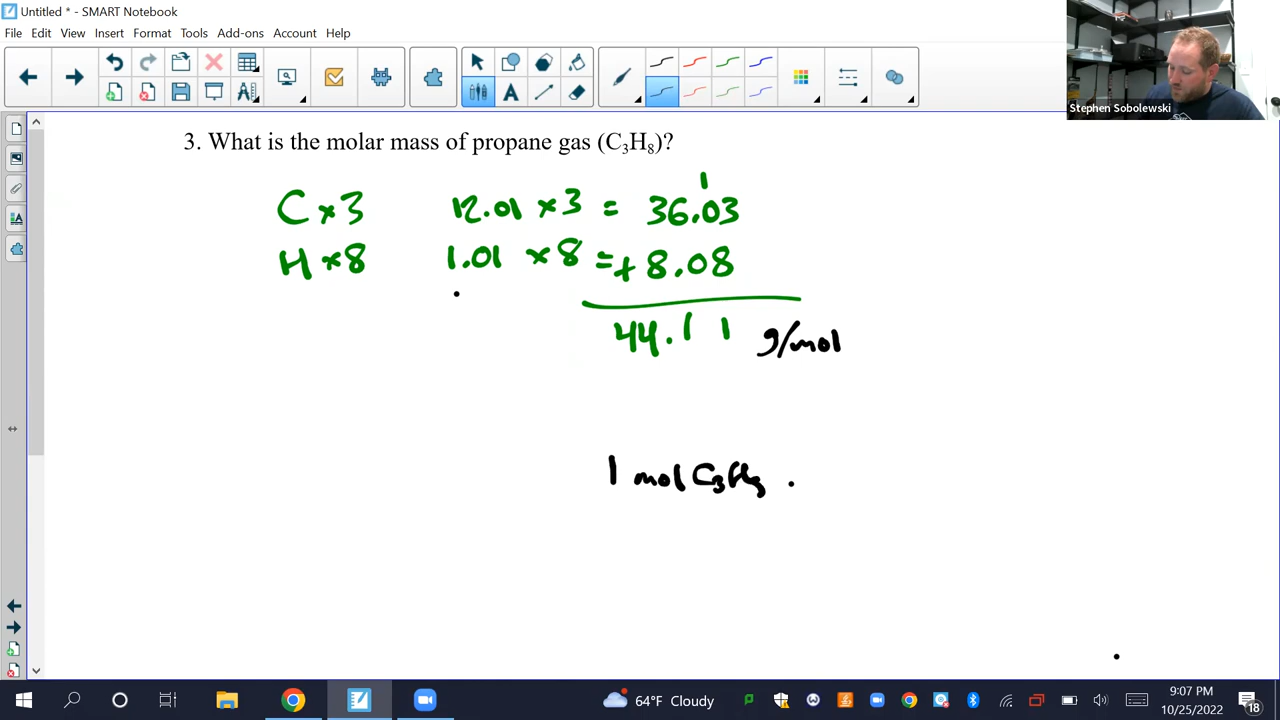 Untitled * - SMART Notebook
File Edit View Insert Format Tools Add-ons Account Help
Stephen Sobolewski
3. What is the molar mass of propane gas (C₃H₈)?
C × 3 12.01 × 3 = 36.03
1
H × 8 1.01 × 8 = + 8.08
44.11 g/mol
1 mol C₃H₈
64°F Cloudy
9:07 PM
10/25/2022
18